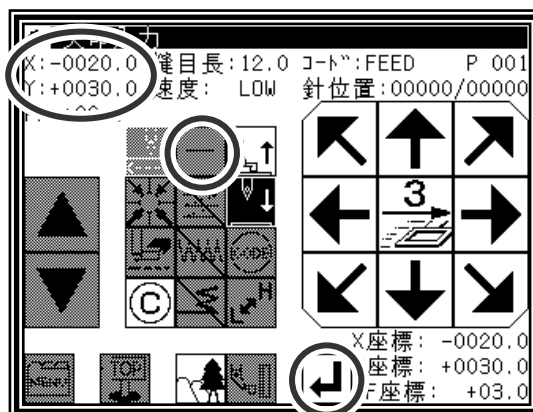 力
X:-0020.0 縫目長:12.0 コード:FEED P 001
Y:+0030.0 速度: LOW 針位置:00000/00000
3
CODE
C
H
L
X座標: -0020.0
座標: +0030.0
F座標: +03.0
MENU TOP